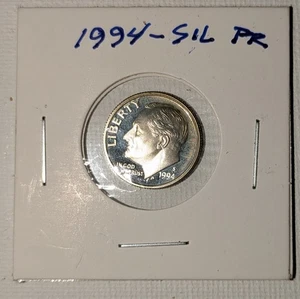 1994-SIL PR
LIBERTY
IN GOD
WE TRUST
S
1994